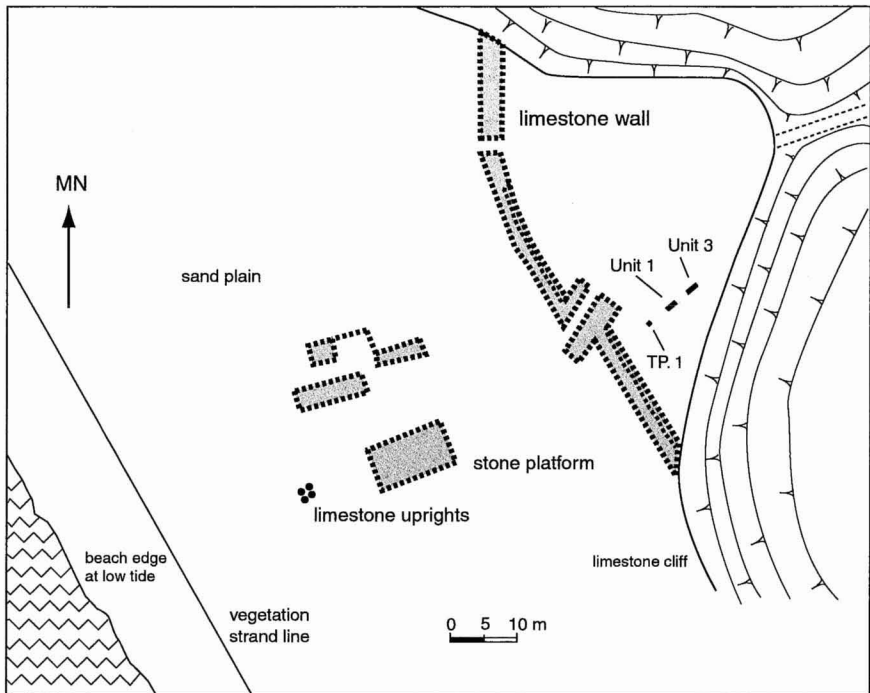 limestone wall
MN
Unit 3
Unit 1
sand plain
TP. 1
stone platform
limestone uprights
beach edge
at low tide
limestone cliff
vegetation
strand line
0 5 10 m